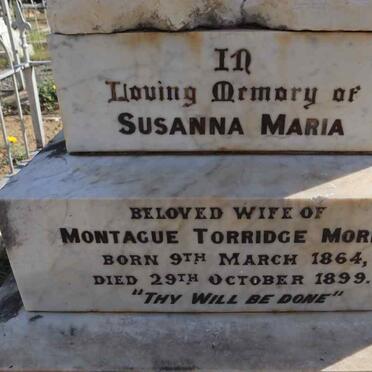 In
Loving Memory of
SUSANNA MARIA
BELOVED WIFE OF
MONTAGUE TORRIDGE
BORN 9TH MARCH 1864,
DIED 29TH OCTOBER 1899.
"THY WILL BE DONE"